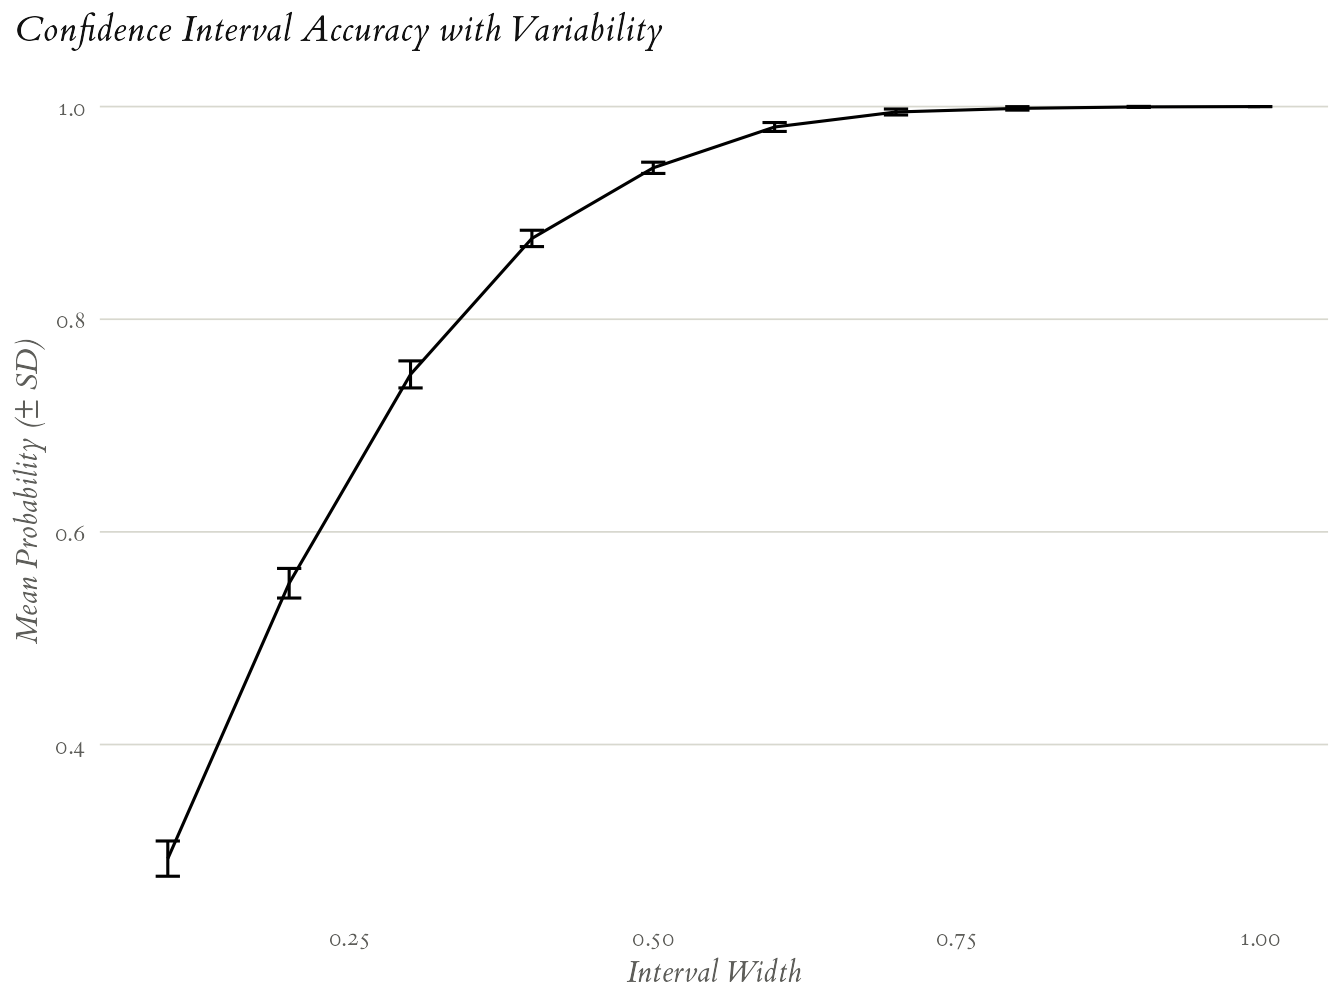 Confidence Interval Accuracy with Variability
1.0
0.8
0.6
0.4
Mean Probability (± SD)
0.25 0.50 0.75 1.00
Interval Width